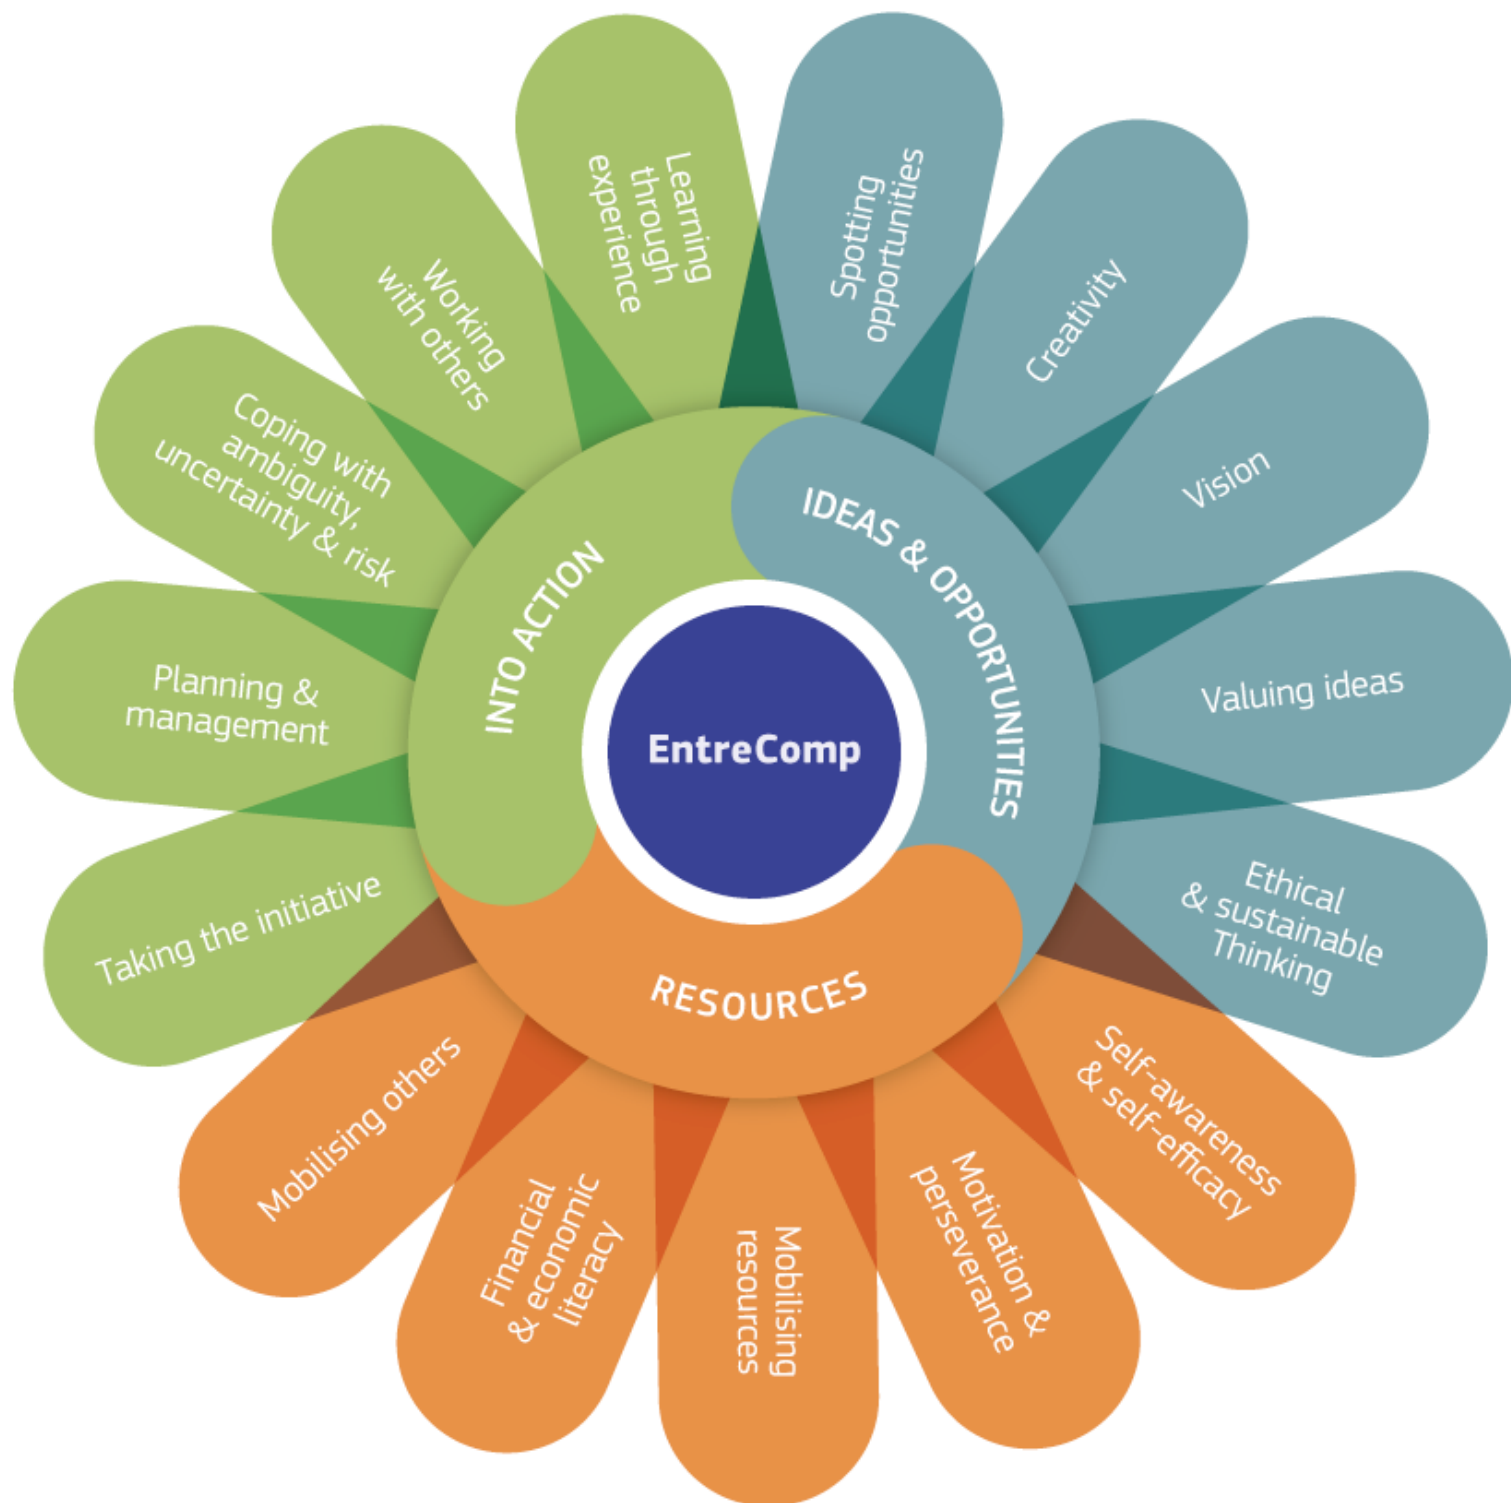 EntreComp
IDEAS & OPPORTUNITIES
Spotting
opportunities
Creativity
Vision
Valuing ideas
Ethical
& sustainable
Thinking
RESOURCES
Self-awareness
& self-efficacy
Motivation &
perseverance
Mobilising
resources
Financial
& economic
literacy
Mobilising others
INTO ACTION
Taking the initiative
Planning &
management
Coping with
ambiguity,
uncertainty & risk
Working
with others
Learning
through
experience